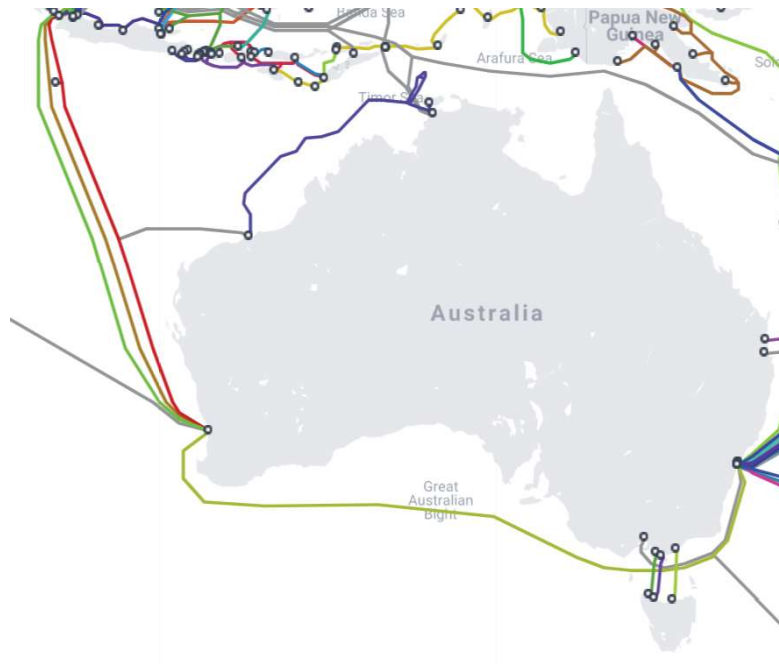 Banda Sea
Papua New
Guinea
Arafura Sea
Timor Sea
Australia
Great
Australian
Bight